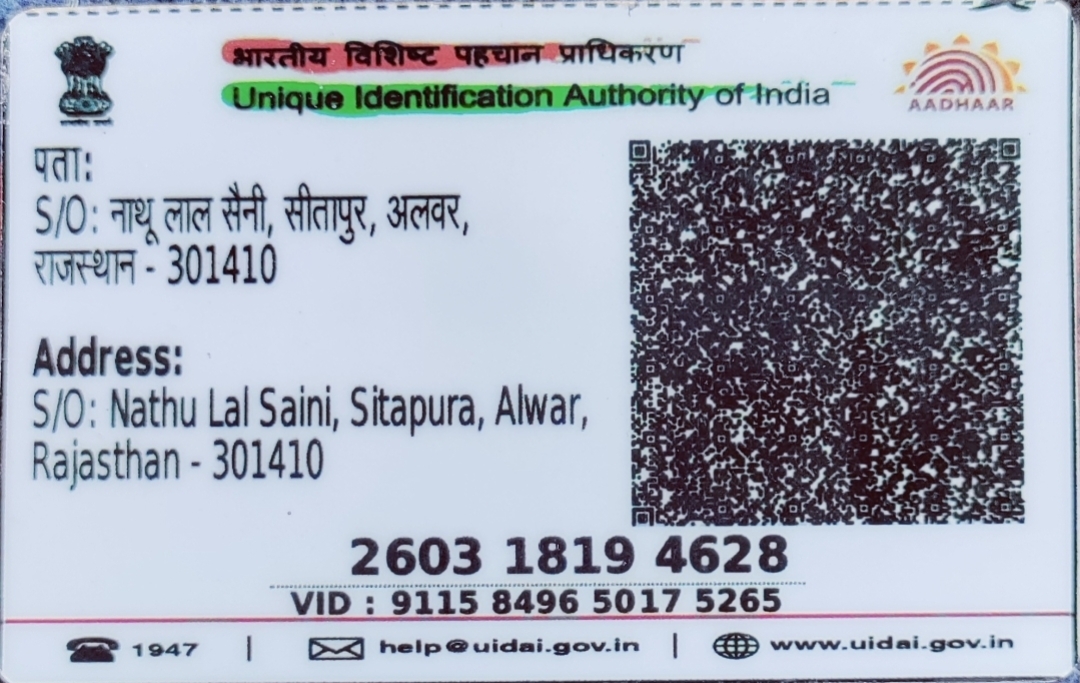 भारतीय विशिष्ट पहचान प्राधिकरण
Unique Identification Authority of India
AADHAAR
पता:
S/O: नाथू लाल सैनी, सीतापुर, अलवर,
राजस्थान - 301410
Address:
S/O: Nathu Lal Saini, Sitapura, Alwar,
Rajasthan - 301410
2603 1819 4628
VID : 9115 8496 5017 5265
1947 | help@uidai.gov.in | www.uidai.gov.in